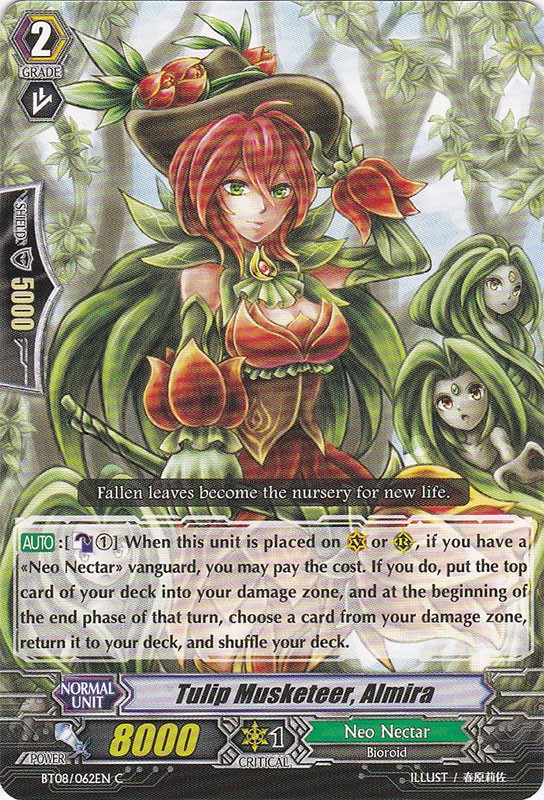 2
GRADE
SHIELD
5000
Fallen leaves become the nursery for new life.
AUTO :[ ①] When this unit is placed on or , if you have a
«Neo Nectar» vanguard, you may pay the cost. If you do, put the top
card of your deck into your damage zone, and at the beginning of
the end phase of that turn, choose a card from your damage zone,
return it to your deck, and shuffle your deck.
NORMAL
UNIT
Tulip Musketeer, Almira
POWER 8000
1
CRITICAL
Neo Nectar
Bioroid
BT08/062EN C
ILLUST / 春原莉佐